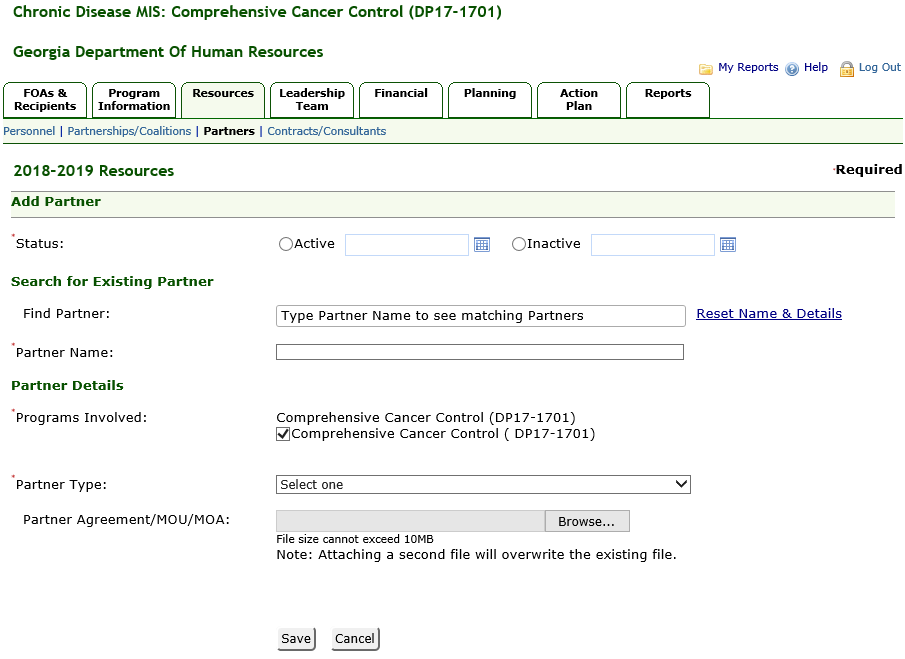 Chronic Disease MIS: Comprehensive Cancer Control (DP17-1701)
Georgia Department Of Human Resources
My Reports Help Log Out
FOAs & Recipients
Program Information
Resources
Leadership Team
Financial
Planning
Action Plan
Reports
Personnel | Partnerships/Coalitions | Partners | Contracts/Consultants
2018-2019 Resources *Required
Add Partner
*Status: Active Inactive
Search for Existing Partner
Find Partner: Type Partner Name to see matching Partners Reset Name & Details
*Partner Name:
Partner Details
*Programs Involved: Comprehensive Cancer Control (DP17-1701)
Comprehensive Cancer Control ( DP17-1701)
*Partner Type: Select one
Partner Agreement/MOU/MOA: Browse...
File size cannot exceed 10MB
Note: Attaching a second file will overwrite the existing file.
Save Cancel